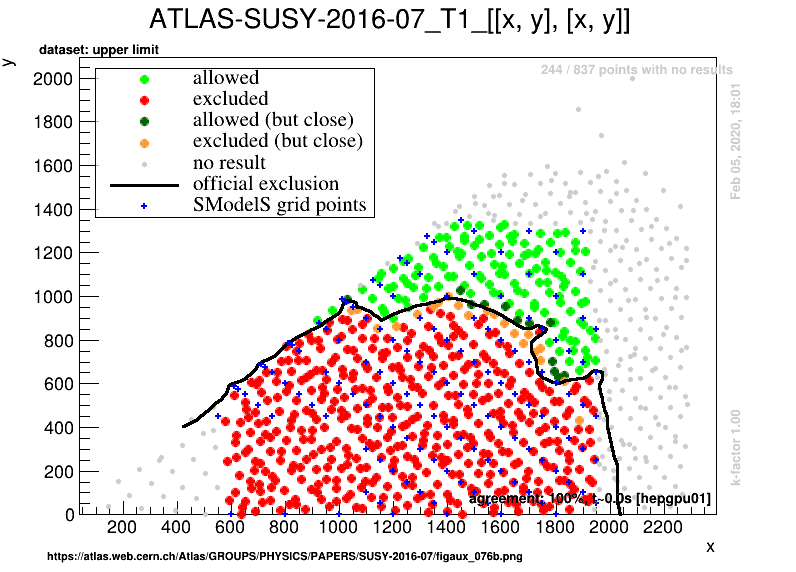 ATLAS-SUSY-2016-07_T1_[[x, y], [x, y]]
dataset: upper limit
y
244 / 837 points with no results
allowed
excluded
allowed (but close)
excluded (but close)
no result
official exclusion
SModelS grid points
2000
1800
1600
1400
1200
1000
800
600
400
200
0
Feb 05, 2020, 18:01
k-factor 1.00
agreement: 100%, t~0.0s [hepgpu01]
200 400 600 800 1000 1200 1400 1600 1800 2000 2200
x
https://atlas.web.cern.ch/Atlas/GROUPS/PHYSICS/PAPERS/SUSY-2016-07/figaux_076b.png